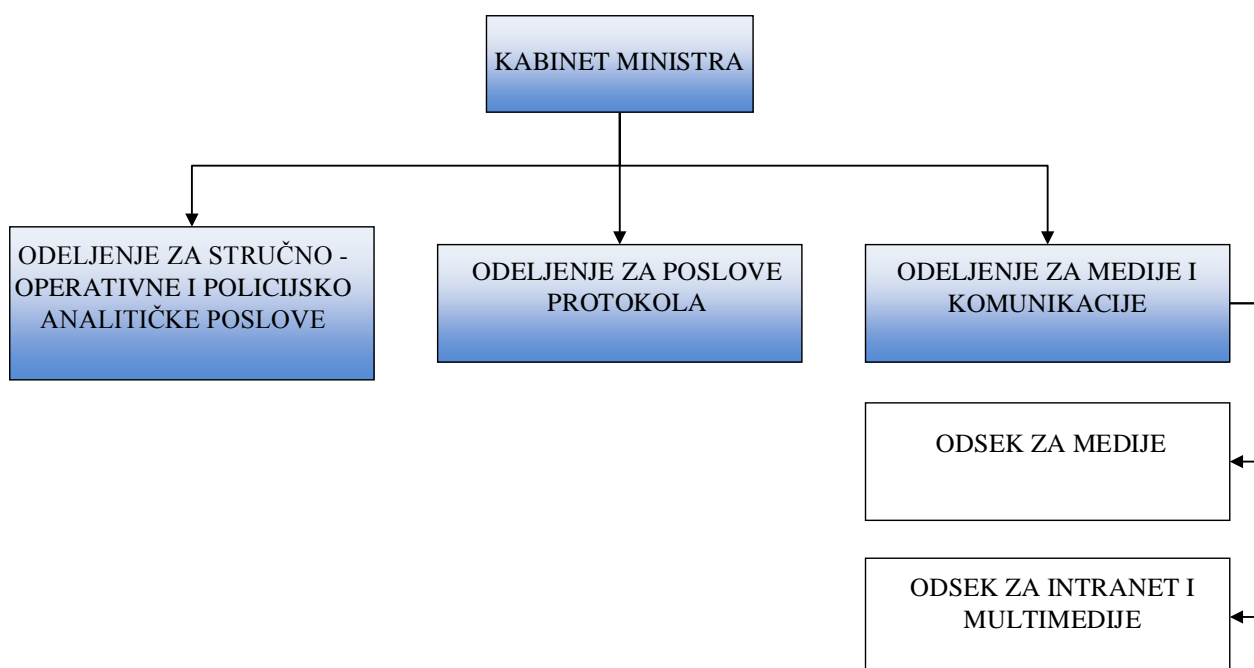 KABINET MINISTRA
ODELJENJE ZA STRUČNO -
OPERATIVNE I POLICIJSKO
ANALITIČKE POSLOVE
ODELJENJE ZA POSLOVE
PROTOKOLA
ODELJENJE ZA MEDIJE I
KOMUNIKACIJE
ODSEK ZA MEDIJE
ODSEK ZA INTRANET I
MULTIMEDIJE